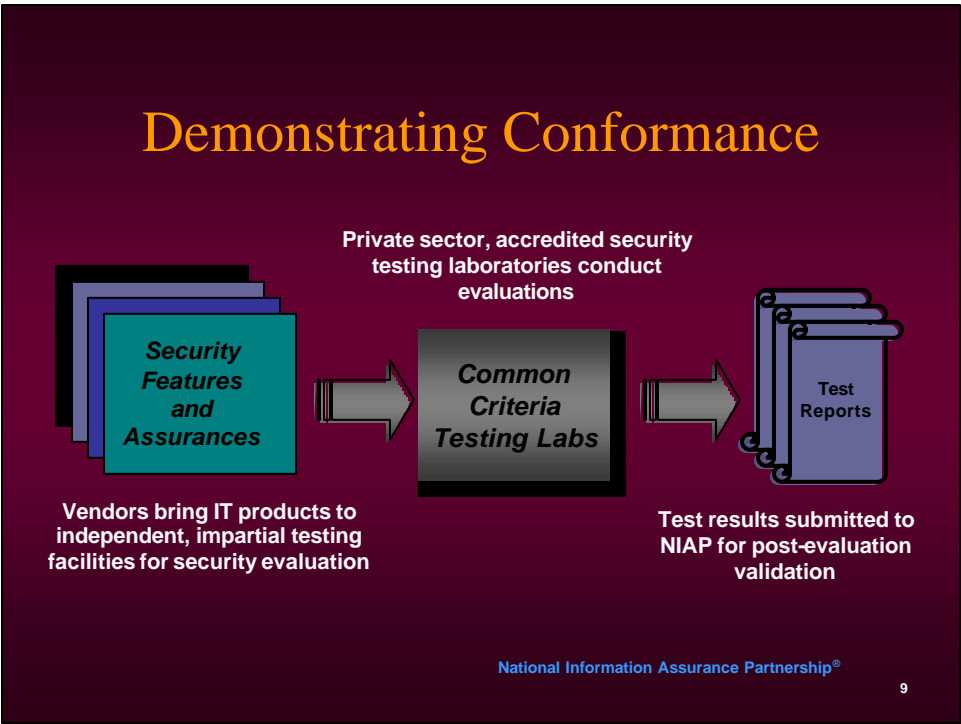 Demonstrating Conformance
Private sector, accredited security
testing laboratories conduct
evaluations
Security
Features
and
Assurances
Common
Criteria
Testing Labs
Test
Reports
Vendors bring IT products to
independent, impartial testing
facilities for security evaluation
Test results submitted to
NIAP for post-evaluation
validation
National Information Assurance Partnership®
9